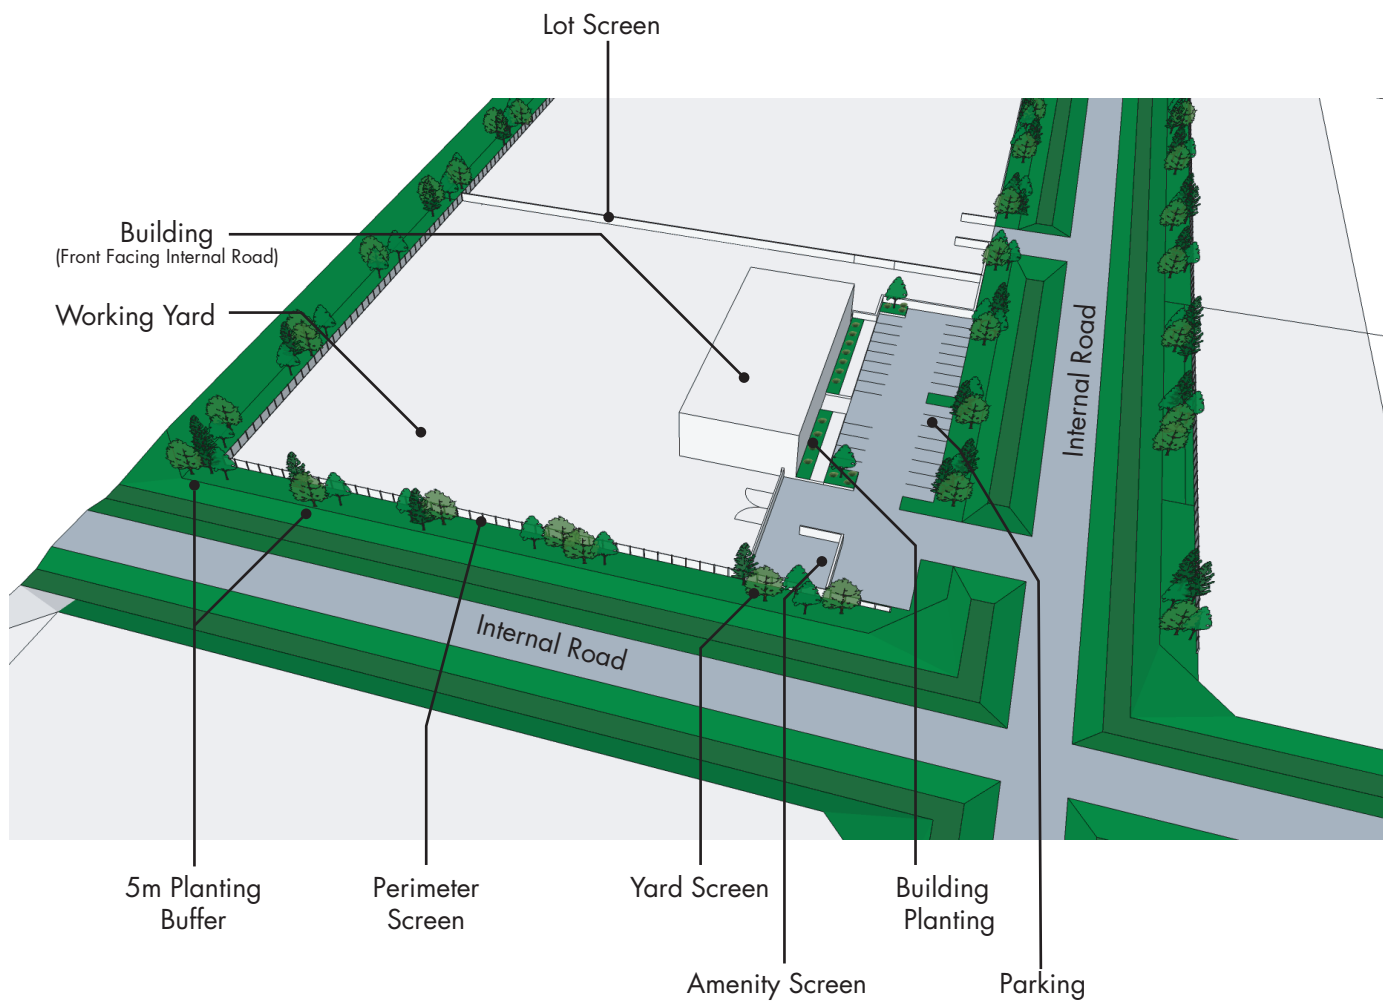 Lot Screen
Building
(Front Facing Internal Road)
Working Yard
Internal Road
Internal Road
5m Planting
Buffer
Perimeter
Screen
Yard Screen
Building
Planting
Amenity Screen
Parking